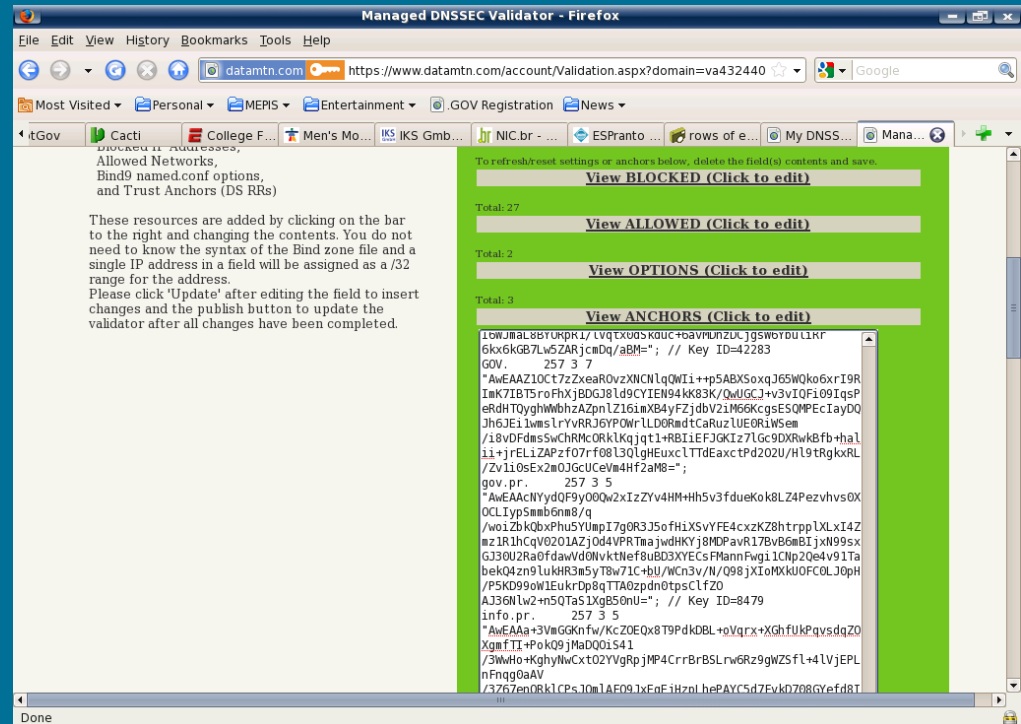 Managed DNSSEC Validator - Firefox
File Edit View History Bookmarks Tools Help
datamtn.com https://www.datamtn.com/account/Validation.aspx?domain=va432440 Google
Most Visited Personal MEPIS Entertainment .GOV Registration News
tGov Cacti College F... Men's Mo... IKS IKS Gmb... NIC.br - ... ESPranto ... rows of e... My DNSS... Mana...
Blocked IP Addresses,
Allowed Networks,
Bind9 named.conf options,
and Trust Anchors (DS RRs)
These resources are added by clicking on the bar
to the right and changing the contents. You do not
need to know the syntax of the Bind zone file and a
single IP address in a field will be assigned as a /32
range for the address.
Please click 'Update' after editing the field to insert
changes and the publish button to update the
validator after all changes have been completed.
To refresh/reset settings or anchors below, delete the field(s) contents and save.
View BLOCKED (Click to edit)
Total: 27
View ALLOWED (Click to edit)
Total: 2
View OPTIONS (Click to edit)
Total: 3
View ANCHORS (Click to edit)
6kx6kGB7Lw5ZARjcmDq/aBM="; // Key ID=42283
GOV. 257 3 7
"AwEAAZ1OCt7zZxeaROvzXNCNlqQWIi++p5ABXSoxqJ65WQko6xrI9R
ImK7IBT5roFhXjBDGJ8ld9CYIEN94kK83K/QwUGCJ+v3vIQFi09IqsP
eRdHTQyghWWbhzAZpnlZ16imXB4yFZjdbV2iM66KcgsESQMPEcIayDQ
Jh6JEi1wmslrYvRRJ6YPOWrlLD0RmdtCaRuzlUE0RiWSem
/i8vDFdmsSwChRMcORklKqjqt1+RBIiEFJGKIz7lGc9DXRwkBfb+hal
ii+jrELiZAPzfO7rf08l3QlgHEuxclTTdEaxctPd2O2U/Hl9tRgkxRL
/Zv1i0sEx2mOJGcUCeVm4Hf2aM8=";
gov.pr. 257 3 5
"AwEAAcNYydQF9yO0Qw2xIzZYv4HM+Hh5v3fdueKok8LZ4Pezvhvs0X
OCLIypSmmb6nm8/q
/woiZbkQbxPhu5YUmpI7g0R3J5ofHiXSvYFE4cxzKZ8htrpplXLxI4Z
mz1R1hCqV02O1AZjOd4VPRTmajwdHKYj8MDPavR17BvB6mBIjxN99sx
GJ30U2Ra0fdawVd0NvktNef8uBD3XYECsFMannFwgi1CNp2Qe4v91Ta
bekQ4zn9lukHR3m5yT8w71C+bU/WCn3v/N/Q98jXIoMXkUOFC0LJ0pH
/P5KD99oW1EukrDp8qTTA0zpdn0tpsClfZO
AJ36Nlw2+n5QTaS1XgB50nU="; // Key ID=8479
info.pr. 257 3 5
"AwEAAa+3VmGGKnfw/KcZOEQx8T9PdkDBL+oVqrx+XGhfUkPqvsdqZO
XgmfTI+PokQ9jMaDQOiS41
/3WwHo+KghyNwCxtO2YVgRpjMP4CrrBrBSLrw6Rz9gWZSfl+4lVjEPL
nFnqg0aAV
Done